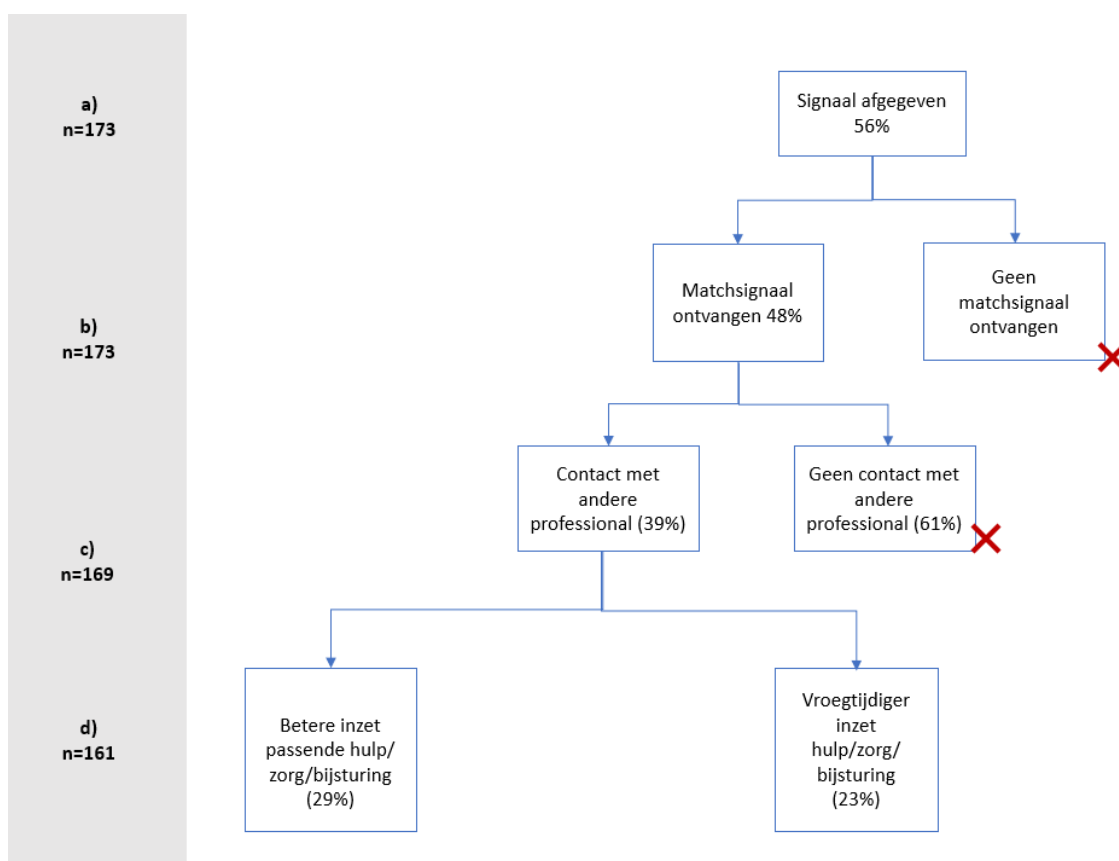 a)
n=173
Signaal afgegeven
56%
b)
n=173
Matchsignaal
ontvangen 48%
Geen
matchsignaal
ontvangen
c)
n=169
Contact met
andere
professional (39%)
Geen contact met
andere
professional (61%)
d)
n=161
Betere inzet
passende hulp/
zorg/bijsturing
(29%)
Vroegtijdiger
inzet
hulp/zorg/
bijsturing
(23%)